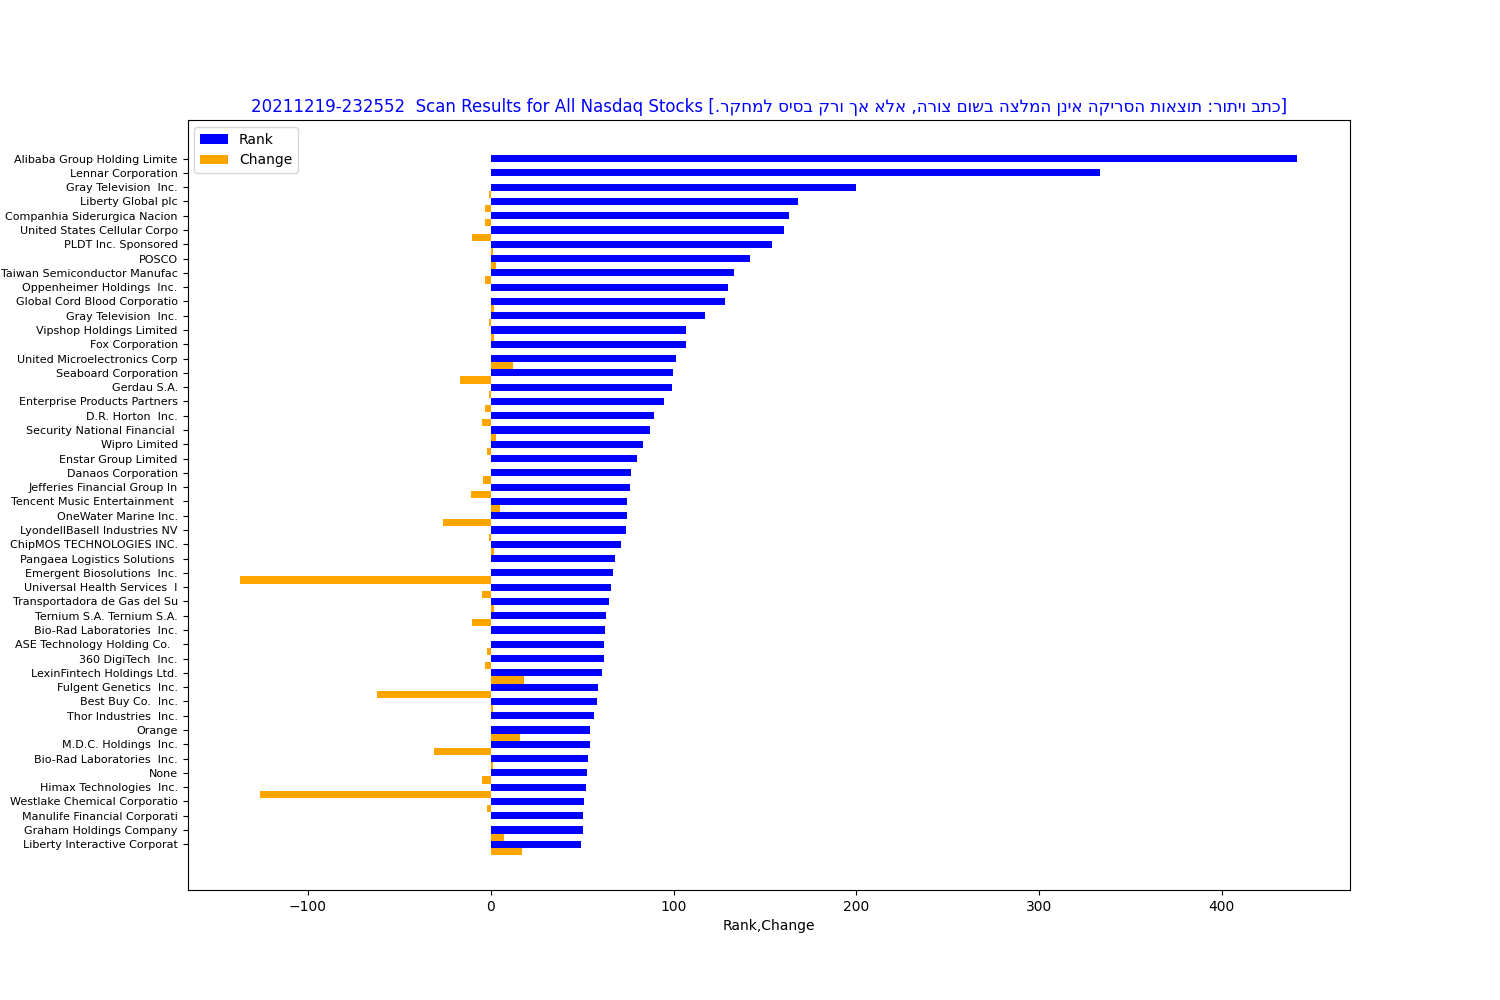 20211219-232552  Scan Results for All Nasdaq Stocks [כתב ויתור: תוצאות הסריקה אינן המלצה בשום צורה, אלא אך ורק בסיס למחקר.]
Rank
Change
Alibaba Group Holding Limite
Lennar Corporation
Gray Television  Inc.
Liberty Global plc
Companhia Siderurgica Nacion
United States Cellular Corpo
PLDT Inc. Sponsored
POSCO
Taiwan Semiconductor Manufac
Oppenheimer Holdings  Inc.
Global Cord Blood Corporatio
Gray Television  Inc.
Vipshop Holdings Limited
Fox Corporation
United Microelectronics Corp
Seaboard Corporation
Gerdau S.A.
Enterprise Products Partners
D.R. Horton  Inc.
Security National Financial
Wipro Limited
Enstar Group Limited
Danaos Corporation
Jefferies Financial Group In
Tencent Music Entertainment
OneWater Marine Inc.
LyondellBasell Industries NV
ChipMOS TECHNOLOGIES INC.
Pangaea Logistics Solutions
Emergent Biosolutions  Inc.
Universal Health Services  I
Transportadora de Gas del Su
Ternium S.A. Ternium S.A.
Bio-Rad Laboratories  Inc.
ASE Technology Holding Co.
360 DigiTech  Inc.
LexinFintech Holdings Ltd.
Fulgent Genetics  Inc.
Best Buy Co.  Inc.
Thor Industries  Inc.
Orange
M.D.C. Holdings  Inc.
Bio-Rad Laboratories  Inc.
None
Himax Technologies  Inc.
Westlake Chemical Corporatio
Manulife Financial Corporati
Graham Holdings Company
Liberty Interactive Corporat
−100 0 100 200 300 400
Rank,Change